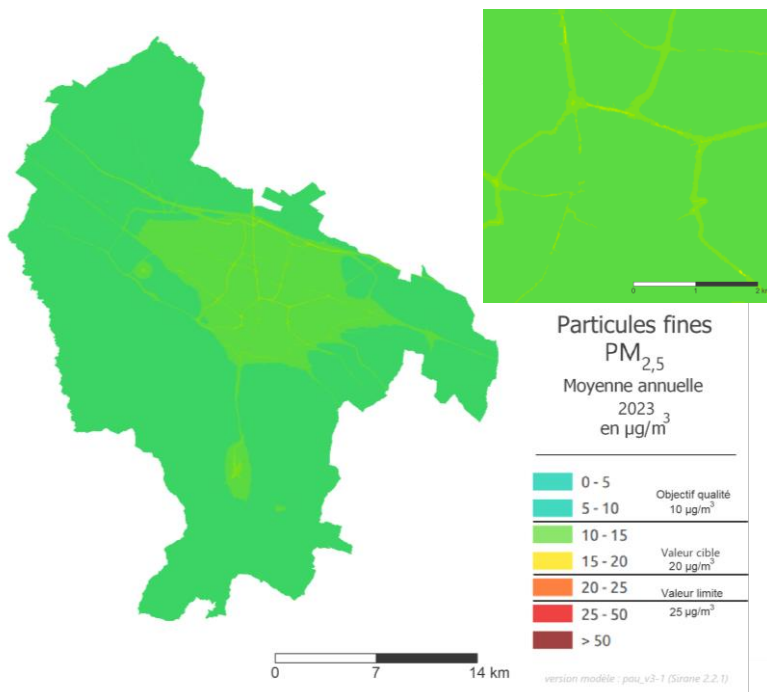 0 1 2 km
Particules fines
PM2,5
Moyenne annuelle
2023
en µg/m3
0 - 5
5 - 10
Objectif qualité
10 µg/m3
10 - 15
15 - 20
Valeur cible
20 µg/m3
20 - 25
Valeur limite
25 - 50
25 µg/m3
> 50
0 7 14 km
version modèle : pau_v3-1 (Sirane 2.2.1)